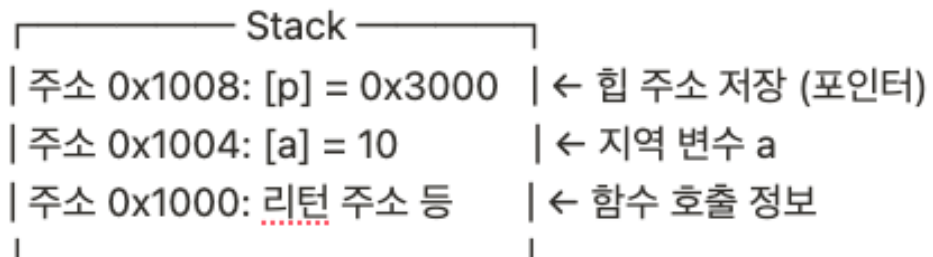 ┌──────── Stack ───────┐
| 주소 0x1008: [p] = 0x3000 | ← 힙 주소 저장 (포인터)
| 주소 0x1004: [a] = 10 | ← 지역 변수 a
| 주소 0x1000: 리턴 주소 등 | ← 함수 호출 정보